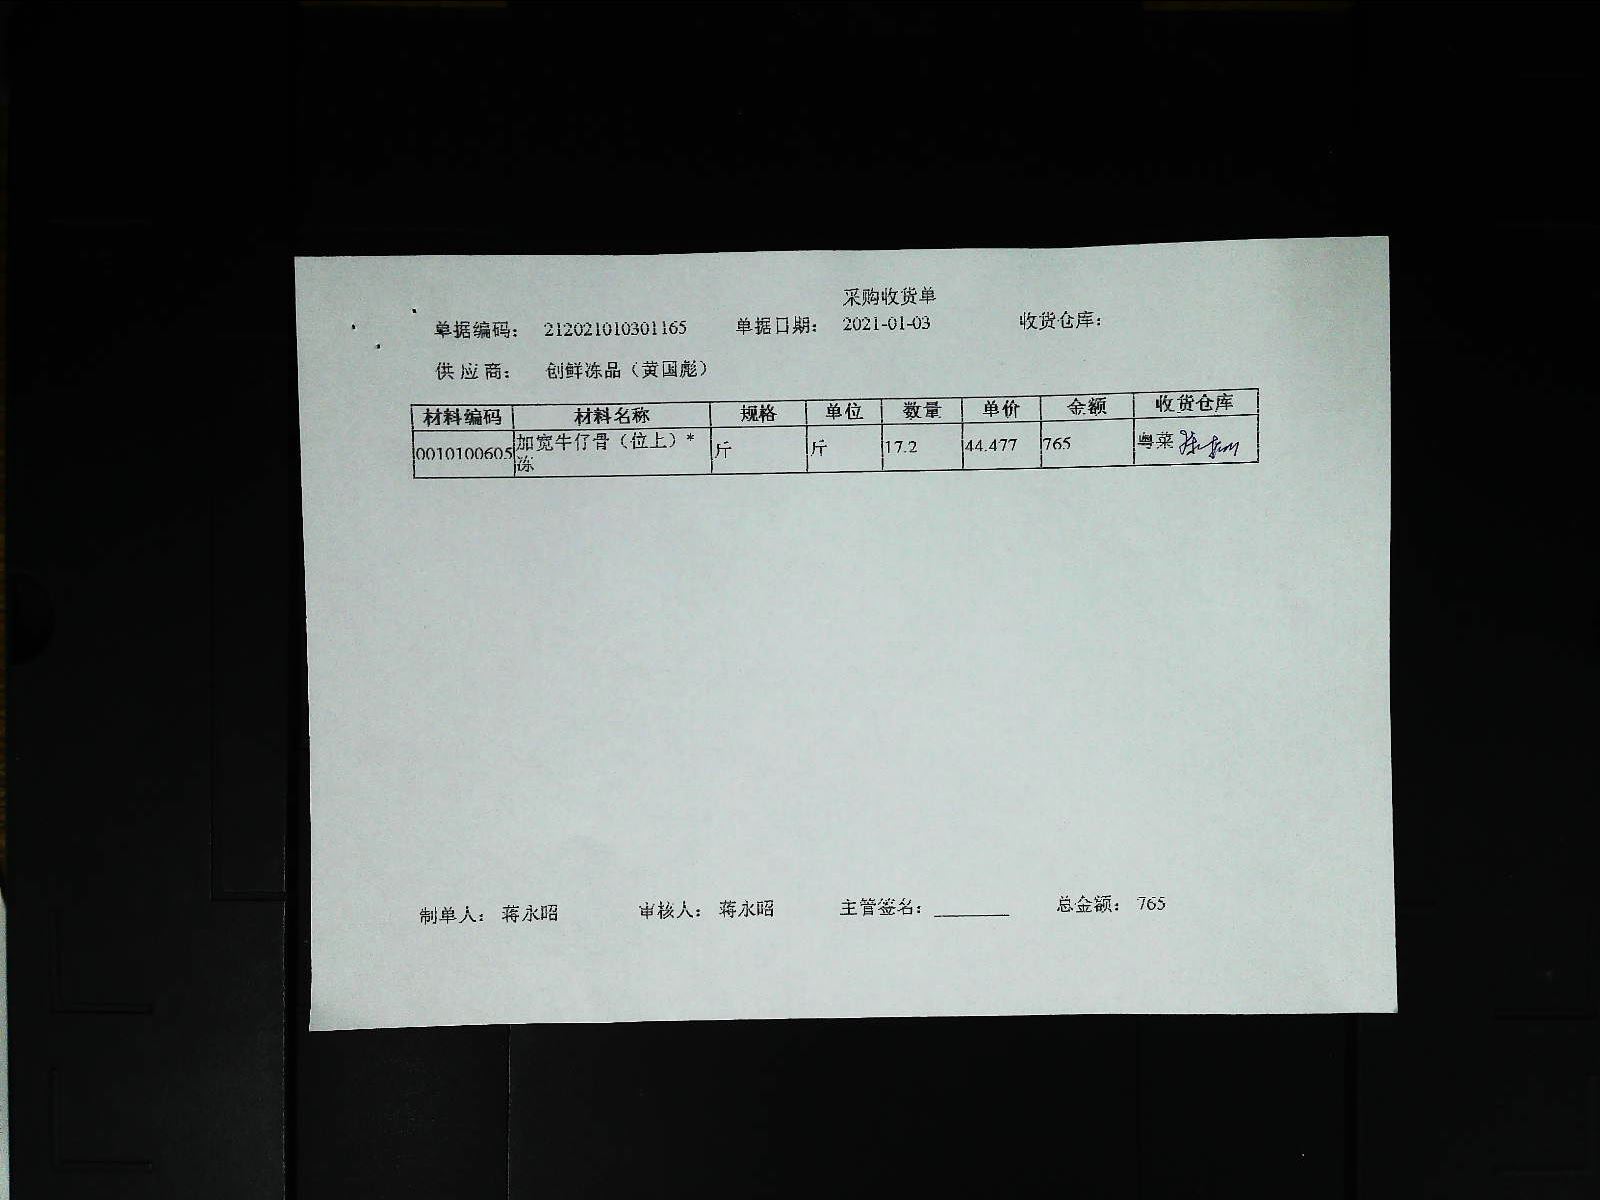 采购收货单
单据编码： 212021010301165 单据日期： 2021-01-03 收货仓库：
供 应 商： 创鲜冻品（黄国彪）
材料编码 材料名称 规格 单位 数量 单价 金额 收货仓库
0010100605 加宽牛仔骨（位上）* 斤 斤 17.2 44.477 765 粤菜
冻
制单人： 蒋永昭 审核人： 蒋永昭 主管签名：________ 总金额： 765